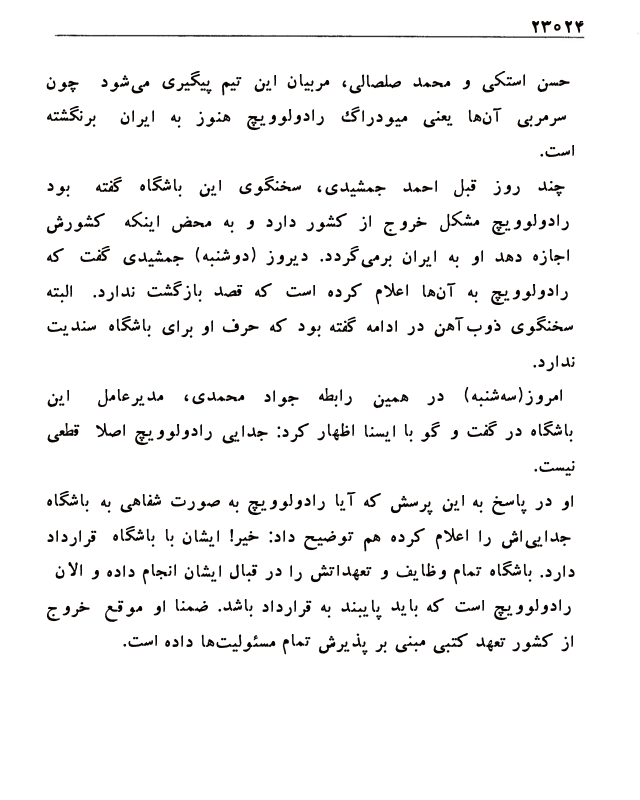 ۲۳۰۲۴
حسن استکی و محمد صلصالی، مربیان این تیم پیگیری می‌شود چون
سرمربی آن‌ها یعنی میودراگ رادولوویچ هنوز به ایران برنگشته
است.
چند روز قبل احمد جمشیدی، سخنگوی این باشگاه گفته بود
رادولوویچ مشکل خروج از کشور دارد و به محض اینکه کشورش
اجازه دهد او به ایران برمی‌گردد. دیروز (دوشنبه) جمشیدی گفت که
رادولوویچ به آن‌ها اعلام کرده است که قصد بازگشت ندارد. البته
سخنگوی ذوب‌آهن در ادامه گفته بود که حرف او برای باشگاه سندیت
ندارد.
امروز(سه‌شنبه) در همین رابطه جواد محمدی، مدیرعامل این
باشگاه در گفت و گو با ایسنا اظهار کرد: جدایی رادولوویچ اصلا قطعی
نیست.
او در پاسخ به این پرسش که آیا رادولوویچ به صورت شفاهی به باشگاه
جدایی‌اش را اعلام کرده هم توضیح داد: خیر! ایشان با باشگاه قرارداد
دارد. باشگاه تمام وظایف و تعهداتش را در قبال ایشان انجام داده و الان
رادولوویچ است که باید پایبند به قرارداد باشد. ضمنا او موقع خروج
از کشور تعهد کتبی مبنی بر پذیرش تمام مسئولیت‌ها داده است.